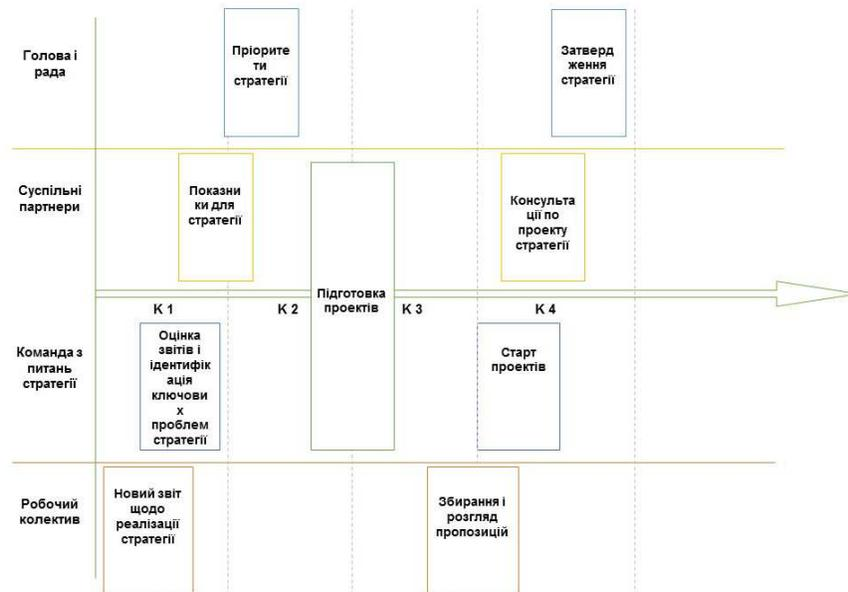 Голова і
рада
Пріорите
ти
стратегії
Затверд
ження
стратегії
Суспільні
партнери
Показни
ки для
стратегії
Консульта
ції по
проекту
стратегії
Підготовка
проектів
К 1
К 2
К 3
К 4
Команда з
питань
стратегії
Оцінка
звітів і
ідентифік
ація
ключови
х
проблем
стратегії
Старт
проектів
Робочий
колектив
Новий звіт
щодо
реалізації
стратегії
Збирання і
розгляд
пропозицій